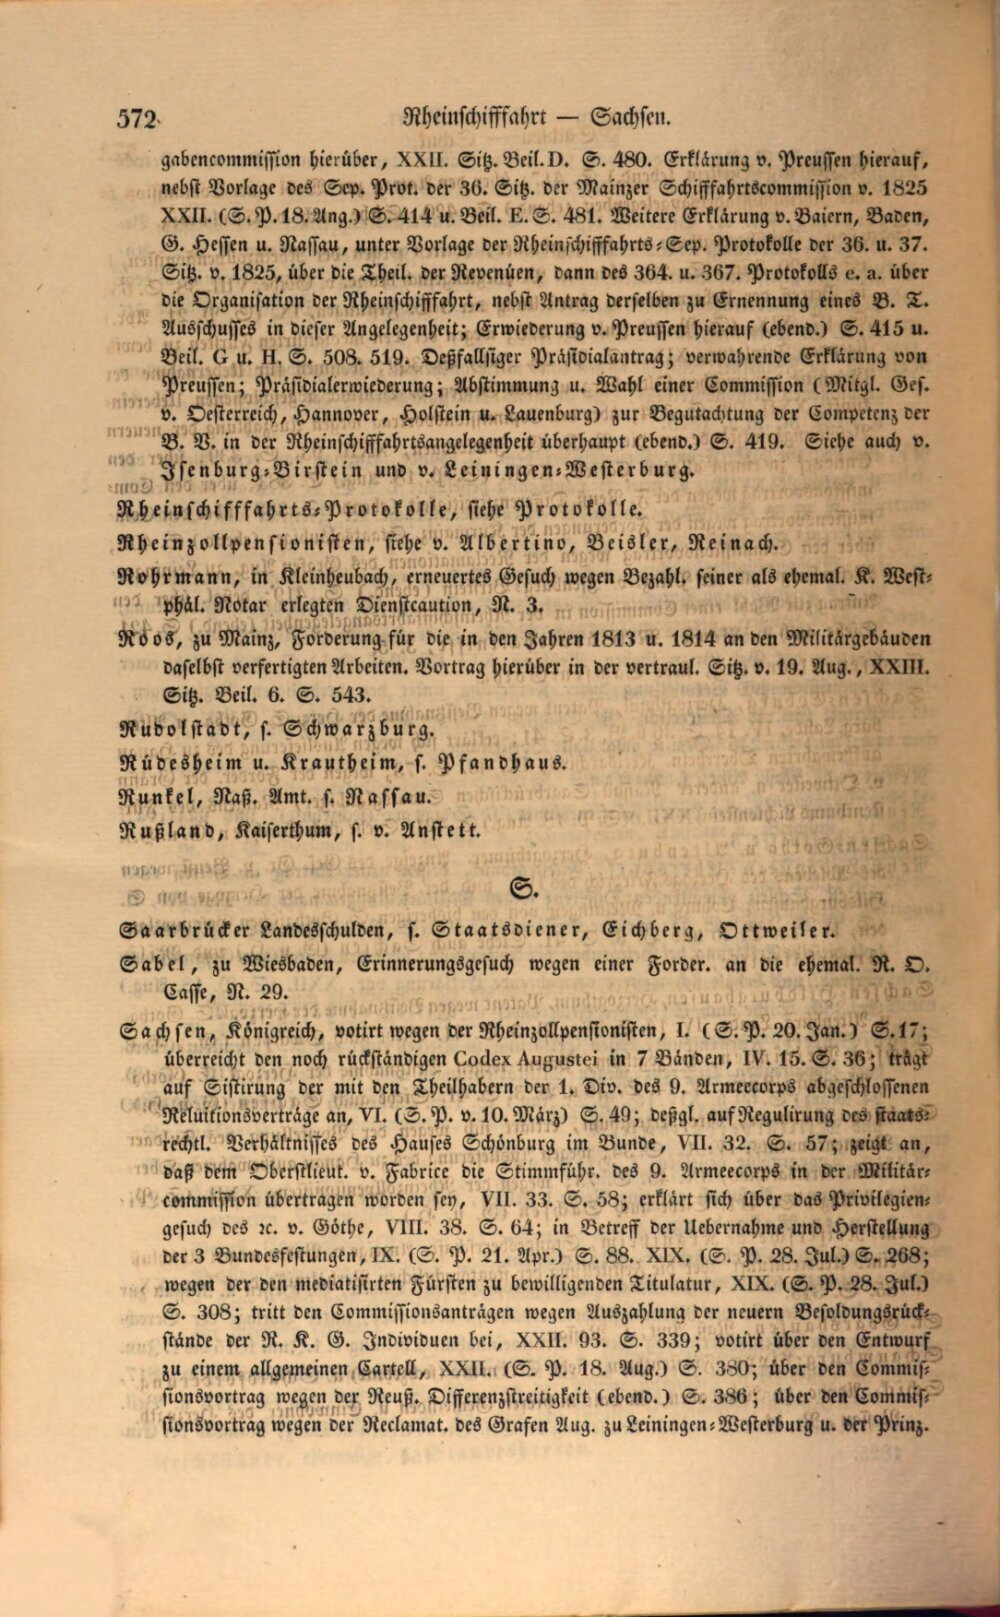 572 Rheinschifffahrt — Sachsen.
gabencommission hierüber, XXII. Sitz. Beil. D. S. 480. Erklärung v. Preussen hierauf,
nebst Vorlage des Sep. Prot. der 36. Sitz. der Mainzer Schifffahrtscommission v. 1825
XXII. (S. P. 18. Aug.) S. 414 u. Beil. E. S. 481. Weitere Erklärung v. Baiern, Baden,
G. Hessen u. Nassau, unter Vorlage der Rheinschifffahrts-Sep. Protokolle der 36. u. 37.
Sitz. v. 1825, über die Theil. der Revenüen, dann des 364. u. 367. Protokolls c. a. über
die Organisation der Rheinschifffahrt, nebst Antrag derselben zu Ernennung eines B. T.
Ausschusses in dieser Angelegenheit; Erwiederung v. Preussen hierauf (ebend.) S. 415 u.
Beil. G u. H. S. 508. 519. Deßfallsiger Präsidialantrag; verwahrende Erklärung von
Preussen; Präsidialerwiederung; Abstimmung u. Wahl einer Commission (Mitgl. Ges.
v. Oesterreich, Hannover, Holstein u. Lauenburg) zur Begutachtung der Competenz der
B. V. in der Rheinschifffahrtsangelegenheit überhaupt (ebend.) S. 419. Siehe auch v.
Isenburg-Birstein und v. Leiningen-Westerburg.
Rheinschifffahrts-Protokolle, siehe Protokolle.
Rheinzollpensionisten, siehe v. Albertino, Beisler, Reinach.
Rohrmann, in Kleinheubach, erneuertes Gesuch wegen Bezahl. seiner als ehemal. K. West-
phäl. Notar erlegten Dienstcaution, N. 3.
Roos, zu Mainz, Forderung für die in den Jahren 1813 u. 1814 an den Militärgebäuden
daselbst verfertigten Arbeiten. Vortrag hierüber in der vertraul. Sitz. v. 19. Aug., XXIII.
Sitz. Beil. 6. S. 543.
Rudolstadt, s. Schwarzburg.
Rüdesheim u. Krautheim, s. Pfandhaus.
Runkel, Naß. Amt. s. Nassau.
Rußland, Kaiserthum, s. v. Anstett.
S.
Saarbrücker Landesschulden, s. Staatsdiener, Eichberg, Ottweiler.
Sabel, zu Wiesbaden, Erinnerungsgesuch wegen einer Forder. an die ehemal. R. O.
Casse, N. 29.
Sachsen, Königreich, votirt wegen der Rheinzollpensionisten, I. (S. P. 20. Jan.) S. 17;
überreicht den noch rückständigen Codex Augustei in 7 Bänden, IV. 15. S. 36; trägt
auf Sistirung der mit den Theilhabern der 1. Div. des 9. Armeecorps abgeschlossenen
Reluitionsverträge an, VI. (S. P. v. 10. März) S. 49; deßgl. auf Regulirung des staats-
rechtl. Verhältnisses des Hauses Schönburg im Bunde, VII. 32. S. 57; zeigt an,
daß dem Oberstlieut. v. Fabrice die Stimmführ. des 9. Armeecorps in der Militär-
commission übertragen worden sey, VII. 33. S. 58; erklärt sich über das Privilegien-
gesuch des ꝛc. v. Göthe, VIII. 38. S. 64; in Betreff der Uebernahme und Herstellung
der 3 Bundesfestungen, IX. (S. P. 21. Apr.) S. 88. XIX. (S. P. 28. Jul.) S. 268;
wegen der den mediatisirten Fürsten zu bewilligenden Titulatur, XIX. (S. P. 28. Jul.)
S. 308; tritt den Commissionsanträgen wegen Auszahlung der neuern Besoldungsrück-
stände der R. K. G. Individuen bei, XXII. 93. S. 339; votirt über den Entwurf
zu einem allgemeinen Cartell, XXII. (S. P. 18. Aug.) S. 380; über den Commis-
sionsvortrag wegen der Reuß. Differenzstreitigkeit (ebend.) S. 386; über den Commis-
sionsvortrag wegen der Reclamat. des Grafen Aug. zu Leiningen-Westerburg u. der Prinz.